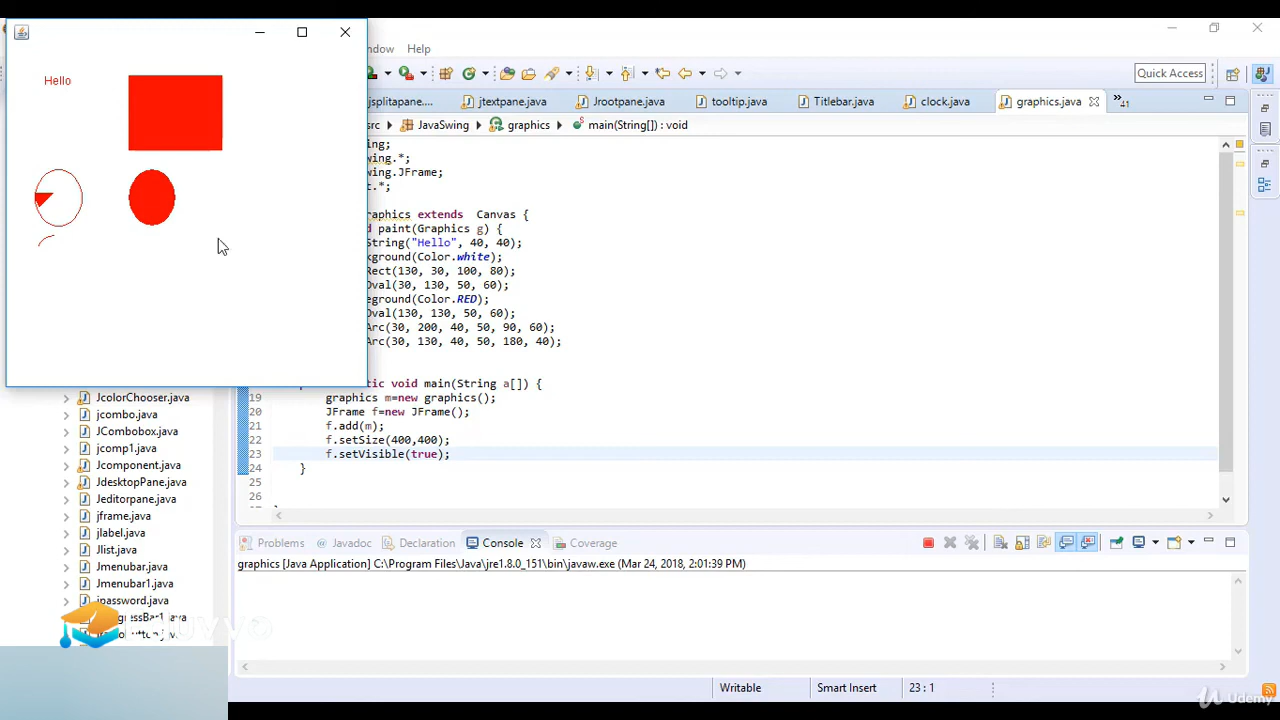 Hello
ndow Help
Quick Access
jsplitapane....
jtextpane.java
Jrootpane.java
tooltip.java
Titlebar.java
clock.java
graphics.java
»41
src
JavaSwing
graphics
main(String[]) : void
ing;
wing.*;
wing.JFrame;
t.*;
raphics extends Canvas {
d paint(Graphics g) {
String("Hello", 40, 40);
kground(Color.white);
Rect(130, 30, 100, 80);
Oval(30, 130, 50, 60);
eground(Color.RED);
Oval(130, 130, 50, 60);
Arc(30, 200, 40, 50, 90, 60);
Arc(30, 130, 40, 50, 180, 40);
tic void main(String a[]) {
19 graphics m=new graphics();
20 JFrame f=new JFrame();
21 f.add(m);
22 f.setSize(400,400);
23 f.setVisible(true);
24 }
25
26
JcolorChooser.java
jcombo.java
JCombobox.java
jcomp1.java
Jcomponent.java
JdesktopPane.java
Jeditorpane.java
jframe.java
jlabel.java
Jlist.java
Jmenubar.java
Jmenubar1.java
jpassword.java
Problems
Javadoc
Declaration
Console
Coverage
graphics [Java Application] C:\Program Files\Java\jre1.8.0_151\bin\javaw.exe (Mar 24, 2018, 2:01:39 PM)
Writable
Smart Insert
23 : 1
Udemy